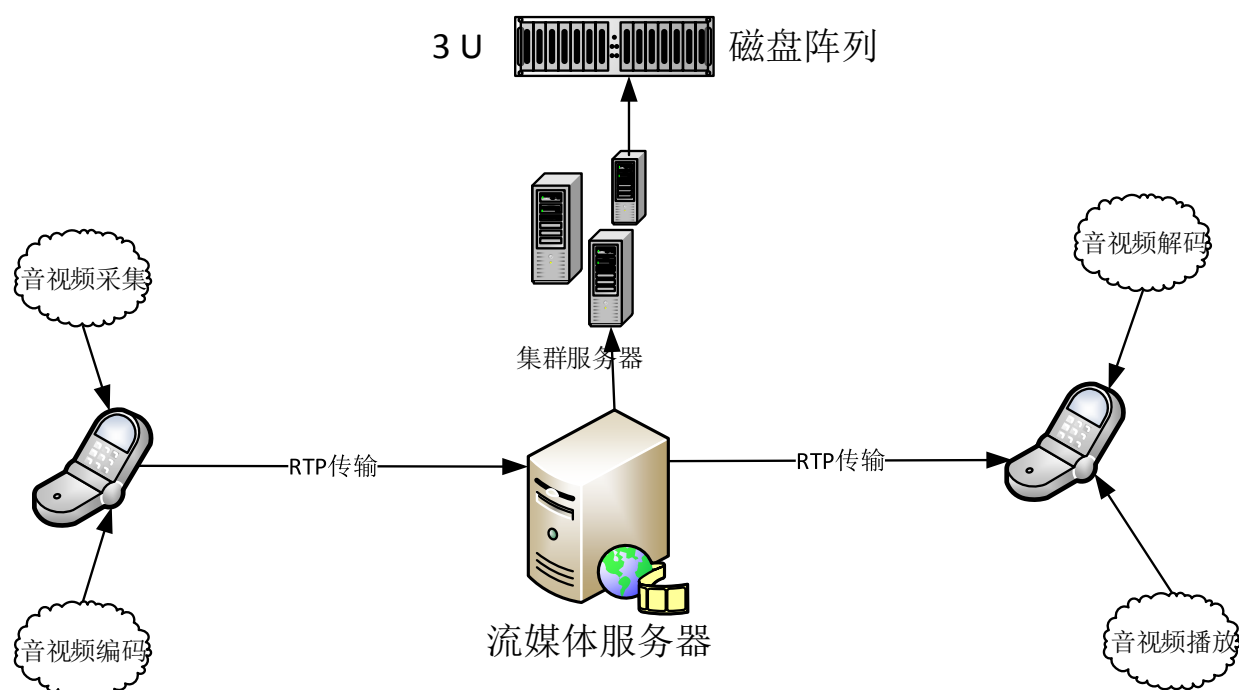 3 U
磁盘阵列
音视频解码
音视频采集
集群服务器
RTP传输
RTP传输
流媒体服务器
音视频编码
音视频播放